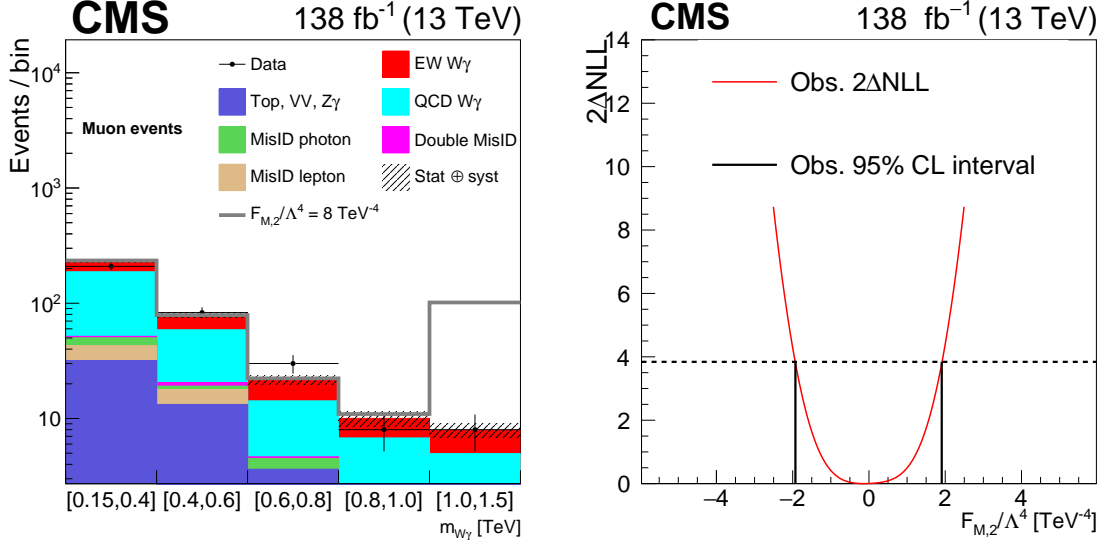 CMS 138 fb⁻¹ (13 TeV)
Events / bin
10⁴
10³
10²
10
Data
EW Wγ
Top, VV, Zγ
QCD Wγ
Muon events
MisID photon
Double MisID
MisID lepton
Stat ⊕ syst
F_M,2/Λ⁴ = 8 TeV⁻⁴
[0.15,0.4] [0.4,0.6] [0.6,0.8] [0.8,1.0] [1.0,1.5]
m_Wγ [TeV]
CMS 138 fb⁻¹ (13 TeV)
2ΔNLL
14
12
10
8
6
4
2
0
Obs. 2ΔNLL
Obs. 95% CL interval
−4 −2 0 2 4
F_M,2/Λ⁴ [TeV⁻⁴]